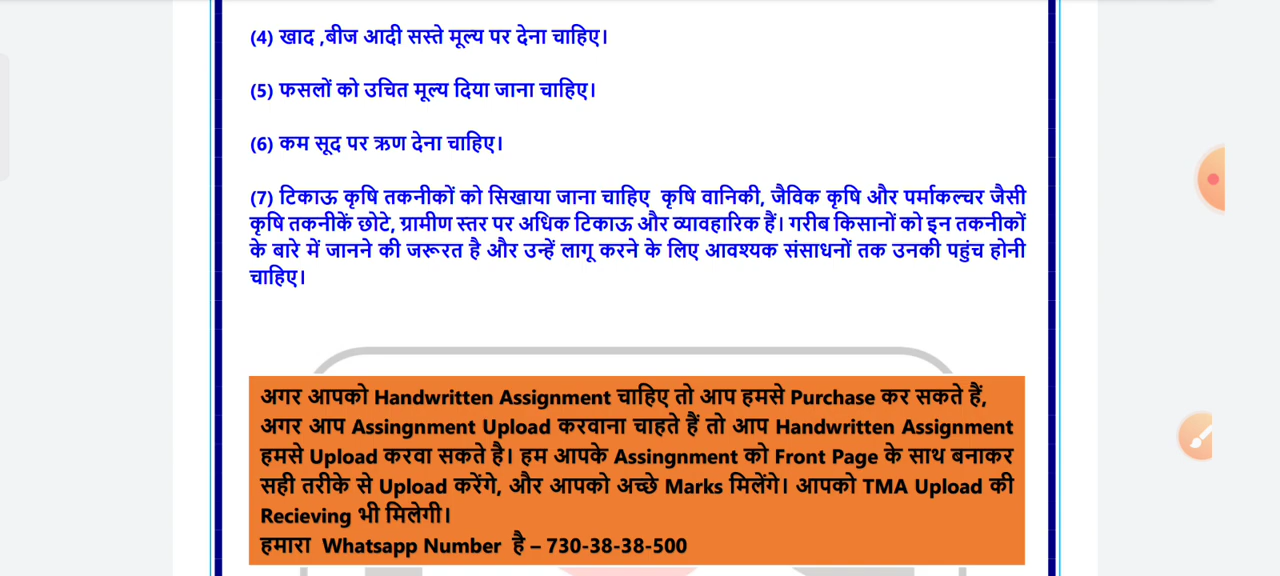 (4) खाद ,बीज आदी सस्ते मूल्य पर देना चाहिए।
(5) फसलों को उचित मूल्य दिया जाना चाहिए।
(6) कम सूद पर ऋण देना चाहिए।
(7) टिकाऊ कृषि तकनीकों को सिखाया जाना चाहिए कृषि वानिकी, जैविक कृषि और पर्माकल्चर जैसी
कृषि तकनीकें छोटे, ग्रामीण स्तर पर अधिक टिकाऊ और व्यावहारिक हैं। गरीब किसानों को इन तकनीकों
के बारे में जानने की जरूरत है और उन्हें लागू करने के लिए आवश्यक संसाधनों तक उनकी पहुंच होनी
चाहिए।
अगर आपको Handwritten Assignment चाहिए तो आप हमसे Purchase कर सकते हैं,
अगर आप Assingnment Upload करवाना चाहते हैं तो आप Handwritten Assignment
हमसे Upload करवा सकते है। हम आपके Assingnment को Front Page के साथ बनाकर
सही तरीके से Upload करेंगे, और आपको अच्छे Marks मिलेंगे। आपको TMA Upload की
Recieving भी मिलेगी।
हमारा Whatsapp Number है – 730-38-38-500